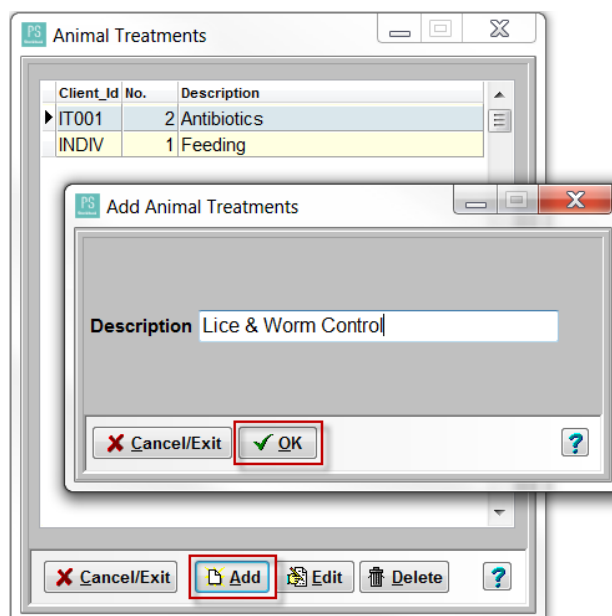 PS Animal Treatments
Client_Id No. Description
IT001 2 Antibiotics
INDIV 1 Feeding
PS Add Animal Treatments
Description Lice & Worm Control
Cancel/Exit OK ?
Cancel/Exit Add Edit Delete ?